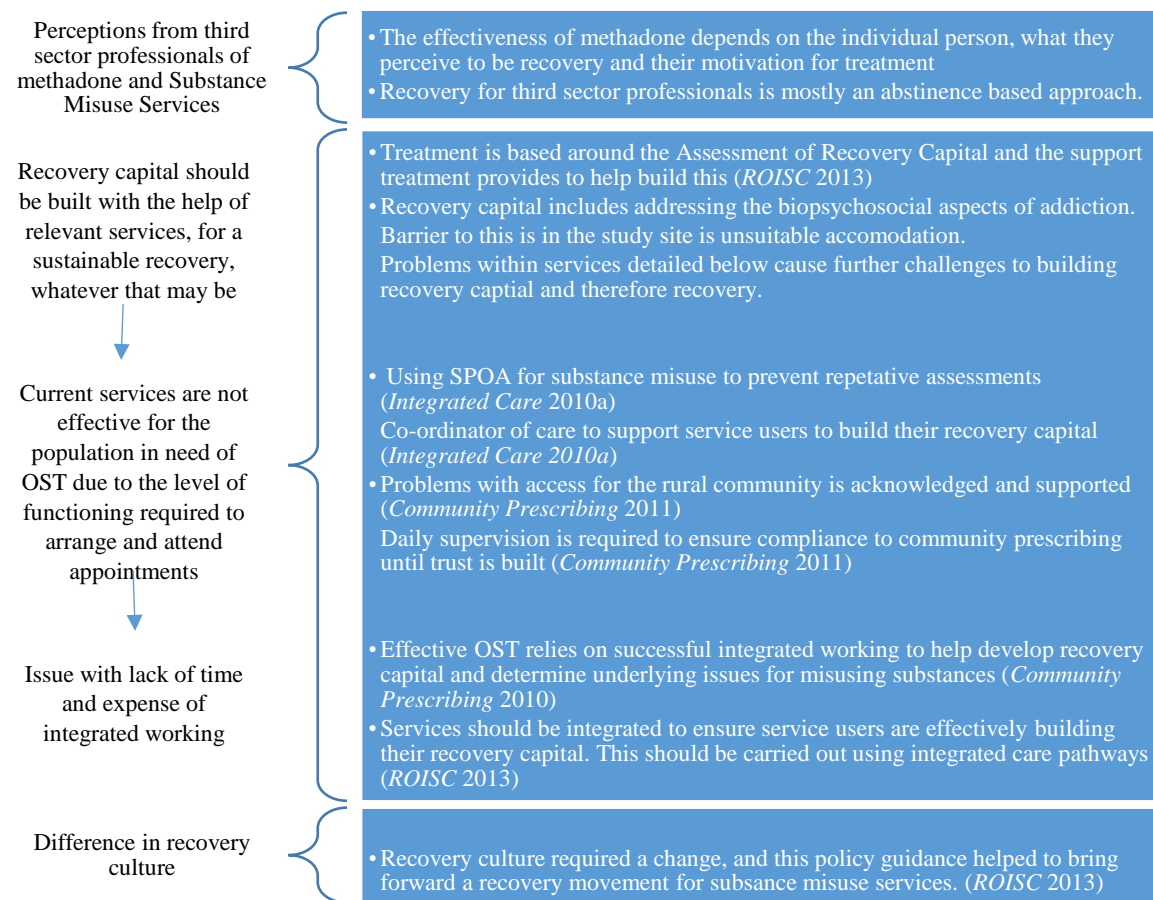 Perceptions from third
sector professionals of
methadone and Substance
Misuse Services
• The effectiveness of methadone depends on the individual person, what they
perceive to be recovery and their motivation for treatment
• Recovery for third sector professionals is mostly an abstinence based approach.
Recovery capital should
be built with the help of
relevant services, for a
sustainable recovery,
whatever that may be
Current services are not
effective for the
population in need of
OST due to the level of
functioning required to
arrange and attend
appointments
Issue with lack of time
and expense of
integrated working
• Treatment is based around the Assessment of Recovery Capital and the support
treatment provides to help build this (ROISC 2013)
• Recovery capital includes addressing the biopsychosocial aspects of addiction.
Barrier to this is in the study site is unsuitable accomodation.
Problems within services detailed below cause further challenges to building
recovery captial and therefore recovery.
• Using SPOA for substance misuse to prevent repetative assessments
(Integrated Care 2010a)
Co-ordinator of care to support service users to build their recovery capital
(Integrated Care 2010a)
• Problems with access for the rural community is acknowledged and supported
(Community Prescribing 2011)
Daily supervision is required to ensure compliance to community prescribing
until trust is built (Community Prescribing 2011)
• Effective OST relies on successful integrated working to help develop recovery
capital and determine underlying issues for misusing substances (Community
Prescribing 2010)
• Services should be integrated to ensure service users are effectively building
their recovery capital. This should be carried out using integrated care pathways
(ROISC 2013)
Difference in recovery
culture
• Recovery culture required a change, and this policy guidance helped to bring
forward a recovery movement for subsance misuse services. (ROISC 2013)